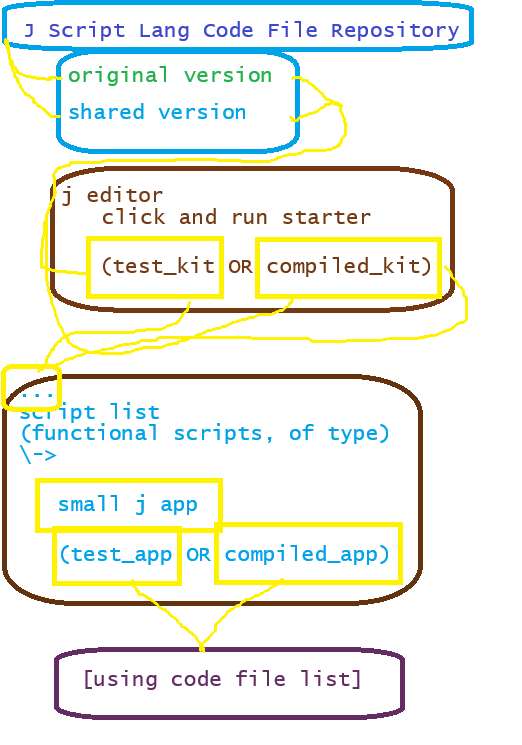 J Script Lang Code File Repository
original version
shared version
j editor
click and run starter
(test_kit OR compiled_kit)
...
script list
(functional scripts, of type)
\->
small j app
(test_app OR compiled_app)
[using code file list]